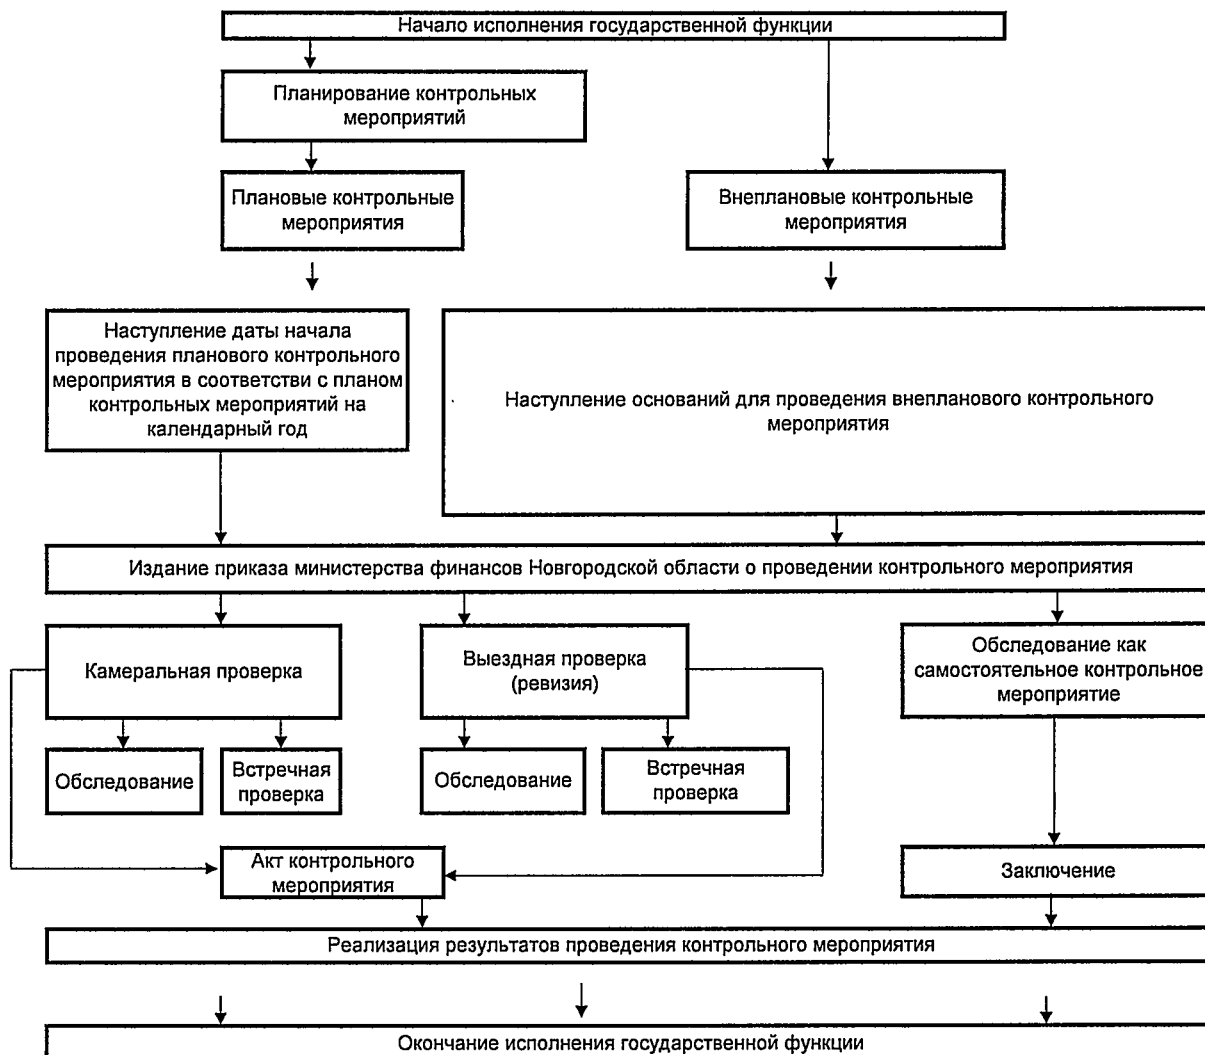 Начало исполнения государственной функции
Планирование контрольных
мероприятий
Плановые контрольные
мероприятия
Внеплановые контрольные
мероприятия
Наступление даты начала
проведения планового контрольного
мероприятия в соответстви с планом
контрольных мероприятий на
календарный год
Наступление оснований для проведения внепланового контрольного
мероприятия
Издание приказа министерства финансов Новгородской области о проведении контрольного мероприятия
Камеральная проверка
Выездная проверка
(ревизия)
Обследование как
самостоятельное контрольное
мероприятие
Обследование
Встречная
проверка
Обследование
Встречная
проверка
Акт контрольного
мероприятия
Заключение
Реализация результатов проведения контрольного мероприятия
Окончание исполнения государственной функции